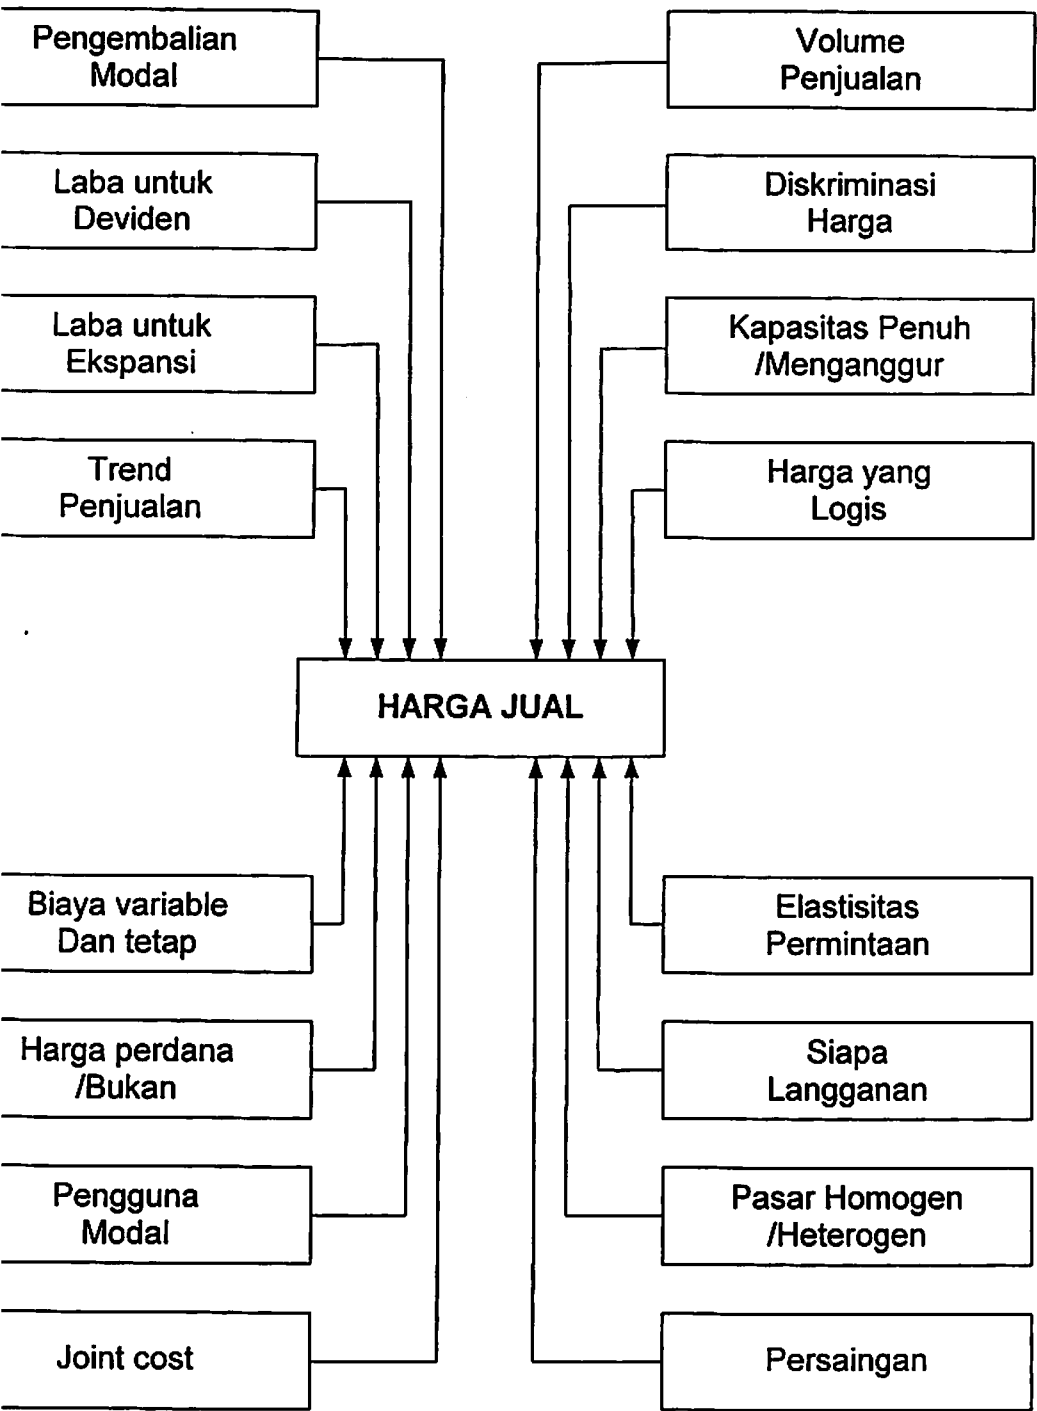 Pengembalian
Modal
Volume
Penjualan
Laba untuk
Deviden
Diskriminasi
Harga
Laba untuk
Ekspansi
Kapasitas Penuh
/Menganggur
Trend
Penjualan
Harga yang
Logis
HARGA JUAL
Biaya variable
Dan tetap
Elastisitas
Permintaan
Harga perdana
/Bukan
Siapa
Langganan
Pengguna
Modal
Pasar Homogen
/Heterogen
Joint cost
Persaingan